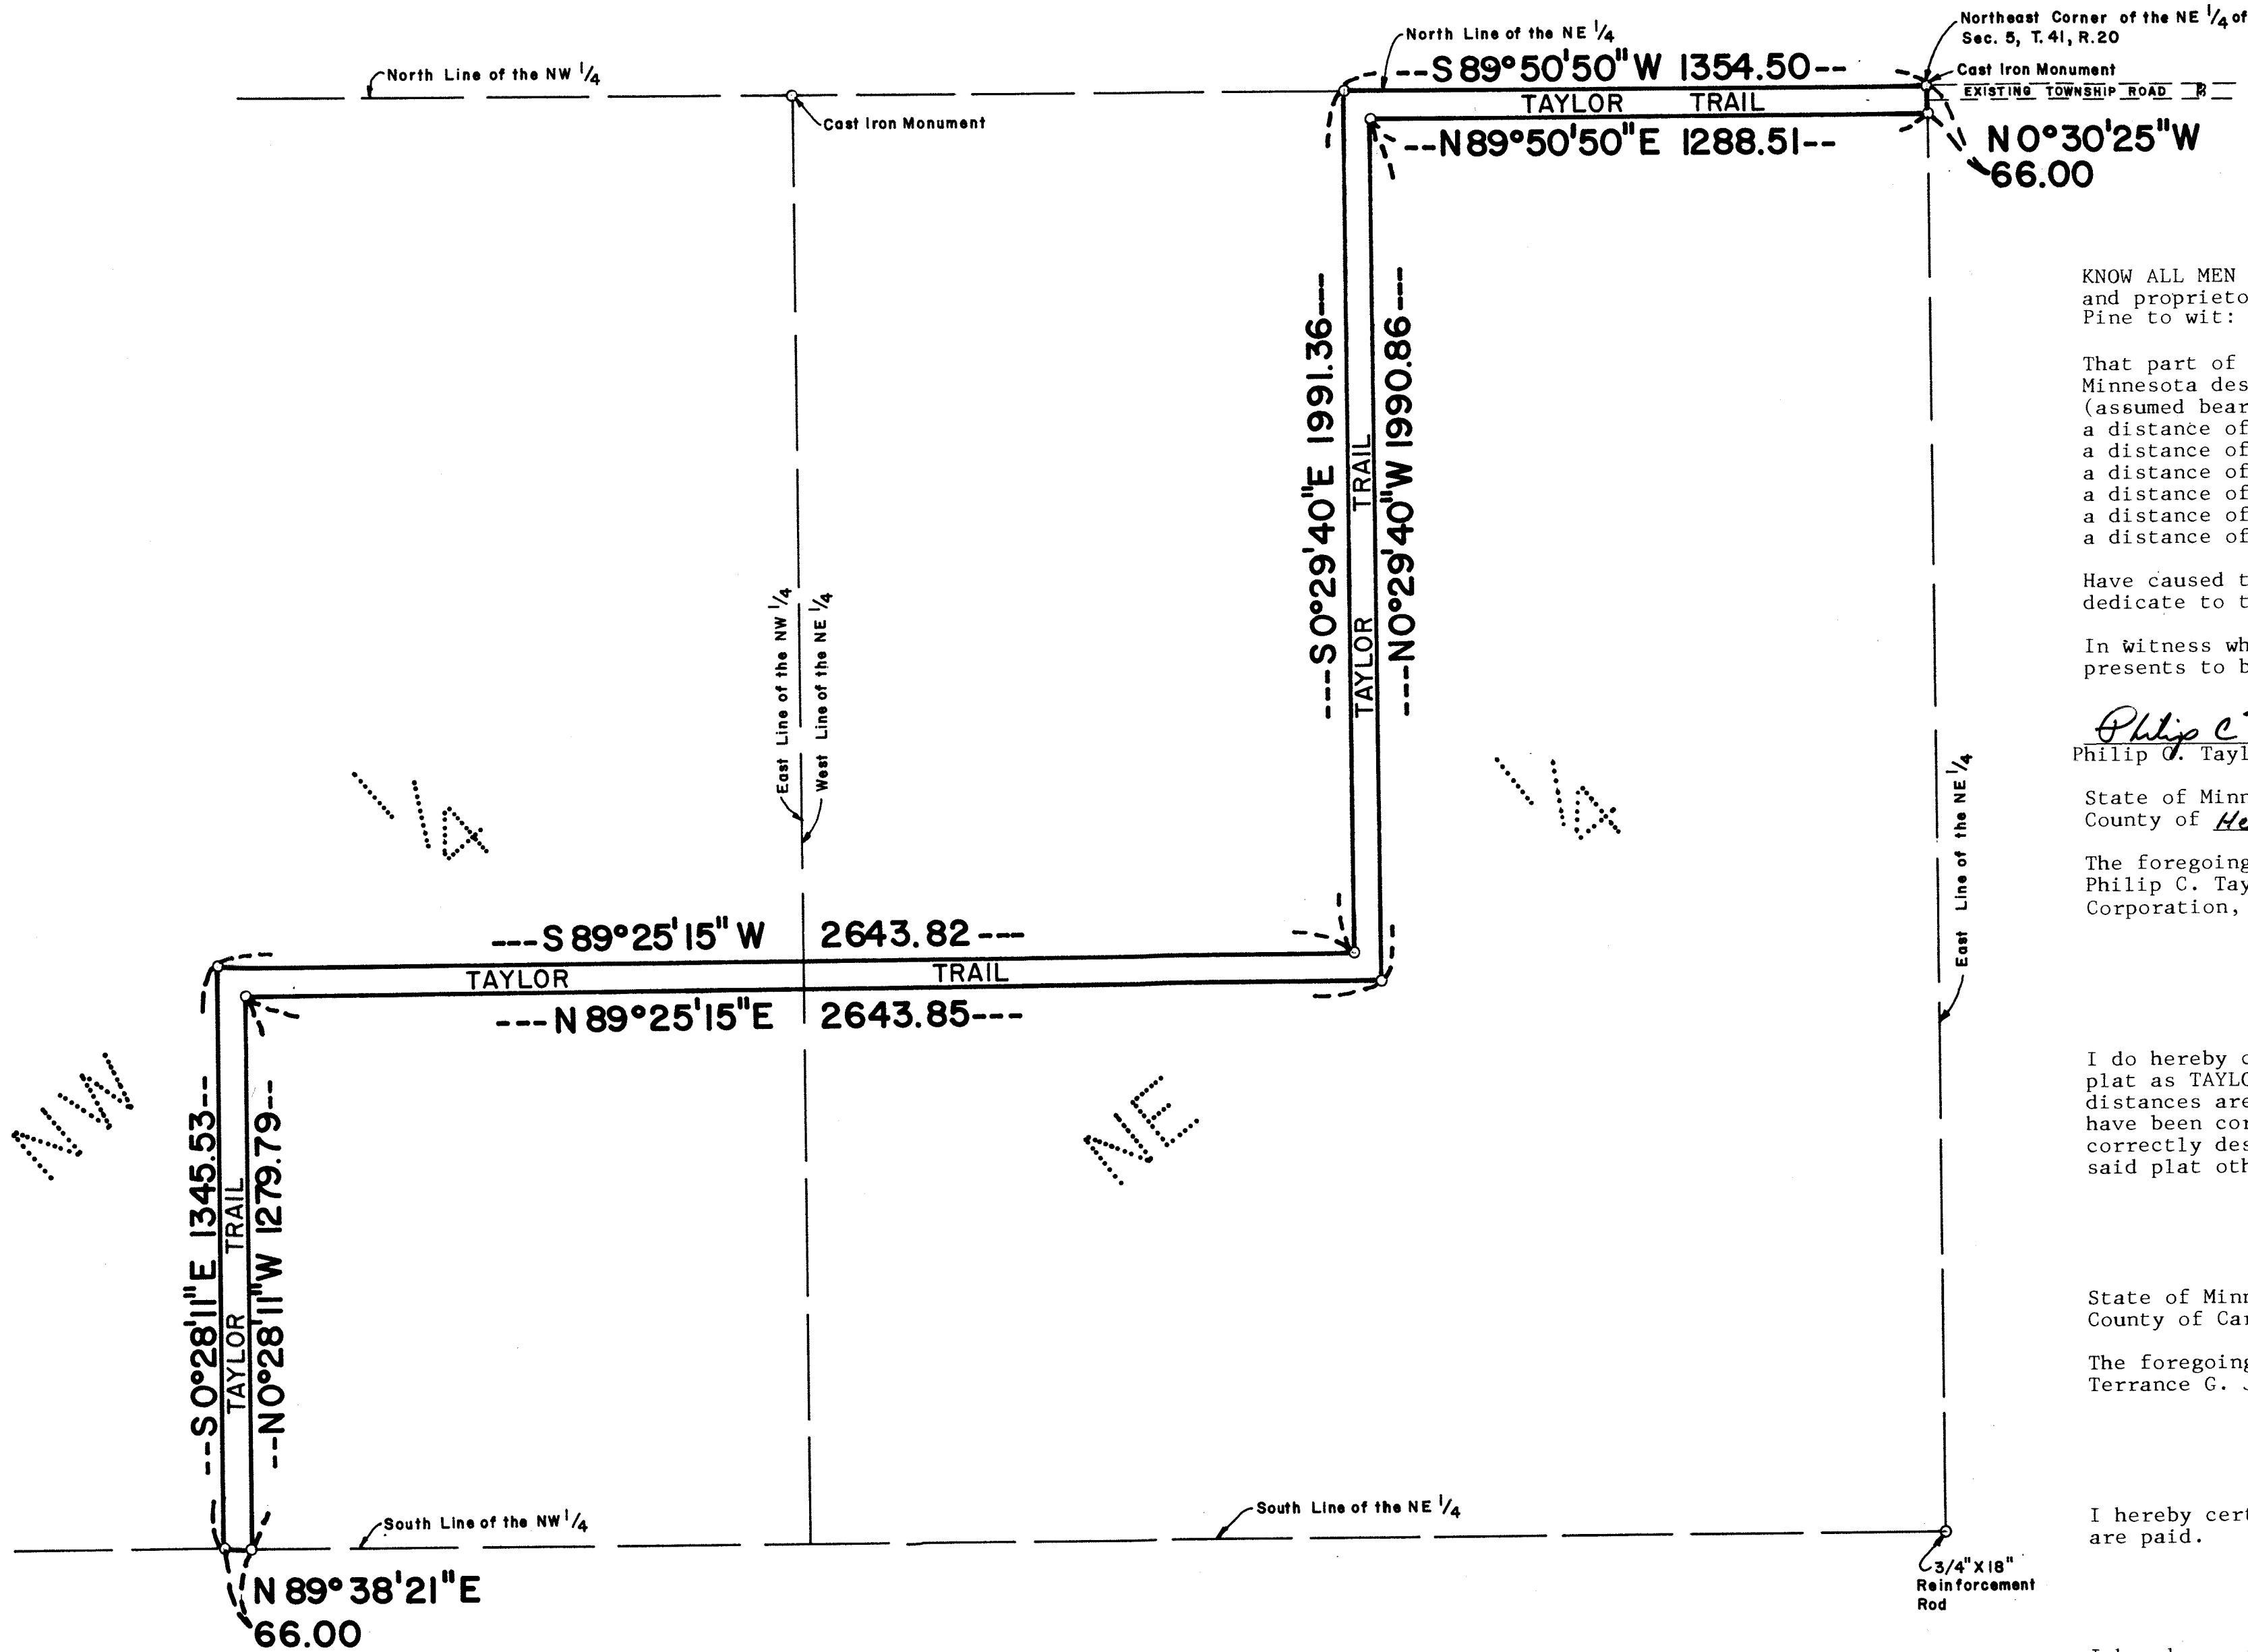 Northeast Corner of the NE 1/4 of
Sec. 5, T. 41, R. 20
North Line of the NE 1/4
---S 89°50'50" W 1354.50---
Cast Iron Monument
EXISTING TOWNSHIP ROAD
North Line of the NW 1/4
Cast Iron Monument
TAYLOR TRAIL
---N 89°50'50" E 1288.51---
N 0°30'25" W
66.00
---S 0°29'40" E 1991.36---
TAYLOR TRAIL
---N 0°29'40" W 1990.86---
East Line of the NW 1/4
West Line of the NE 1/4
East Line of the NE 1/4
1/4
1/4
---S 89°25'15" W 2643.82---
TAYLOR TRAIL
---N 89°25'15" E 2643.85---
NW
NE
---S 0°28'11" E 1345.53---
TAYLOR TRAIL
---N 0°28'11" W 1279.79---
South Line of the NW 1/4
South Line of the NE 1/4
N 89°38'21" E
66.00
3/4" X 18"
Reinforcement
Rod
KNOW ALL MEN
and proprieto
Pine to wit:
That part of
Minnesota des
(assumed bear
a distance of
a distance of
a distance of
a distance of
a distance of
a distance of
Have caused t
dedicate to t
In witness wh
presents to b
Philip C
Philip C. Tayl
State of Minn
County of He
The foregoing
Philip C. Tay
Corporation,
I do hereby c
plat as TAYLO
distances are
have been cor
correctly des
said plat oth
State of Minn
County of
The foregoing
Terrance G. J
I hereby cert
are paid.